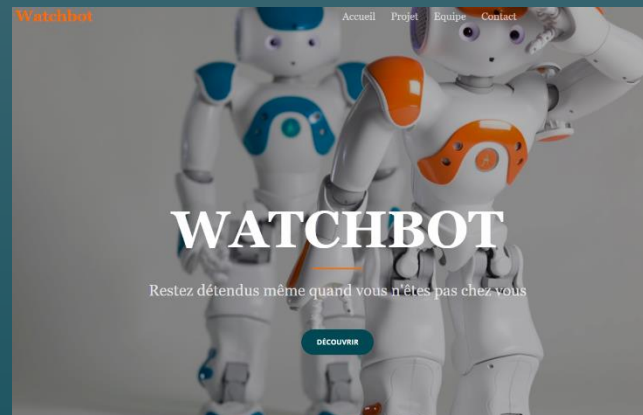 Watchbot
Accueil Projet Equipe Contact
WATCHBOT
Restez détendus même quand vous n'êtes pas chez vous
DÉCOUVRIR